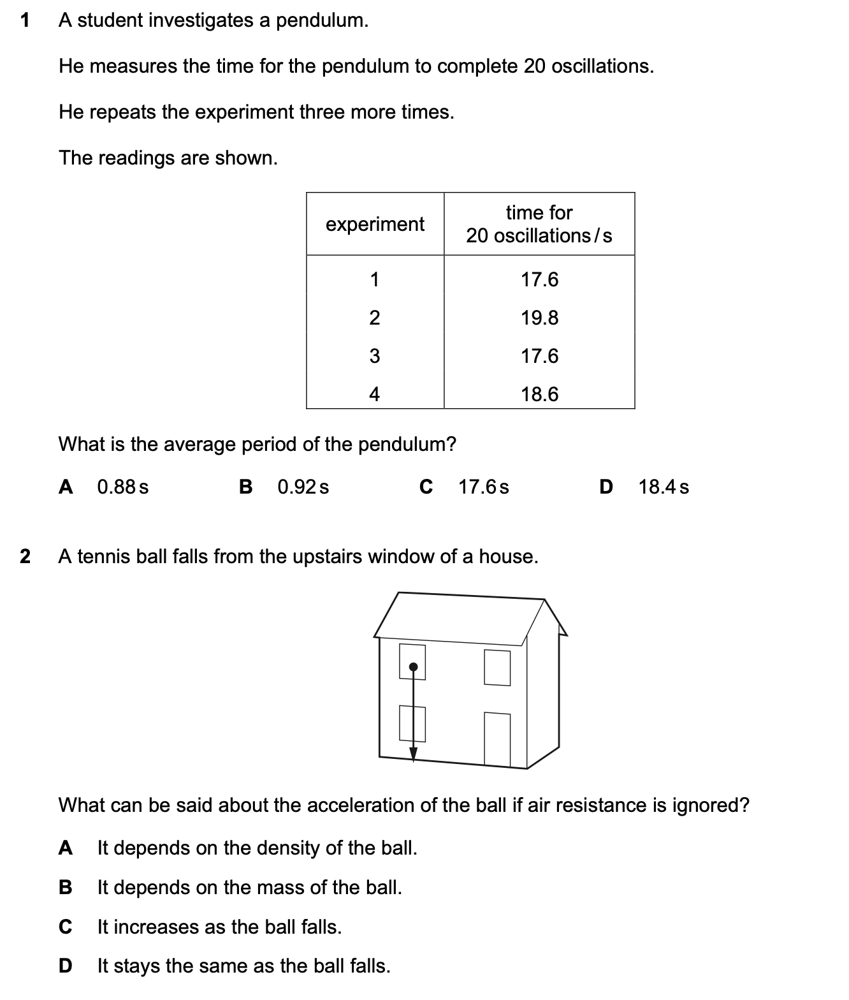 1 A student investigates a pendulum.
He measures the time for the pendulum to complete 20 oscillations.
He repeats the experiment three more times.
The readings are shown.
experiment
time for
20 oscillations / s
1 17.6
2 19.8
3 17.6
4 18.6
What is the average period of the pendulum?
A 0.88 s B 0.92 s C 17.6 s D 18.4 s
2 A tennis ball falls from the upstairs window of a house.
What can be said about the acceleration of the ball if air resistance is ignored?
A It depends on the density of the ball.
B It depends on the mass of the ball.
C It increases as the ball falls.
D It stays the same as the ball falls.